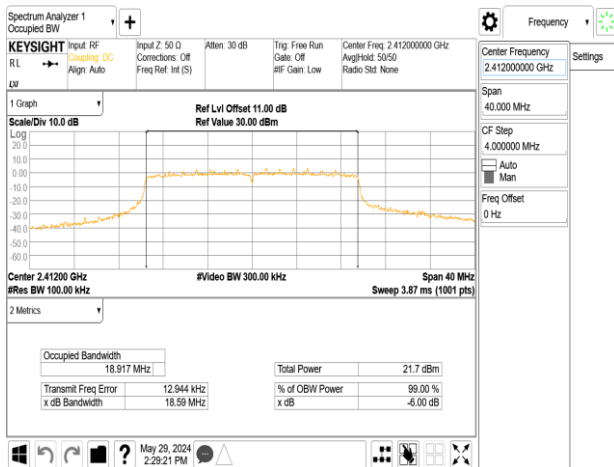 Spectrum Analyzer 1
Occupied BW
+
Frequency
KEYSIGHT
RL
LXI
Input: RF
Coupling: DC
Align: Auto
Input Z: 50 Ω
Corrections: Off
Freq Ref: Int (S)
Atten: 30 dB
Trig: Free Run
Gate: Off
#IF Gain: Low
Center Freq: 2.412000000 GHz
Avg|Hold: 50/50
Radio Std: None
Center Frequency
2.412000000 GHz
Settings
Span
40.000 MHz
CF Step
4.000000 MHz
Auto
Man
Freq Offset
0 Hz
1 Graph
Scale/Div 10.0 dB
Ref Lvl Offset 11.00 dB
Ref Value 30.00 dBm
Log
20.0
10.0
0.00
-10.0
-20.0
-30.0
-40.0
-50.0
-60.0
Center 2.41200 GHz
#Res BW 100.00 kHz
#Video BW 300.00 kHz
Span 40 MHz
Sweep 3.87 ms (1001 pts)
2 Metrics
Occupied Bandwidth
18.917 MHz
Transmit Freq Error 12.944 kHz
x dB Bandwidth 18.59 MHz
Total Power 21.7 dBm
% of OBW Power 99.00 %
x dB -6.00 dB
?
May 29, 2024
2:29:21 PM